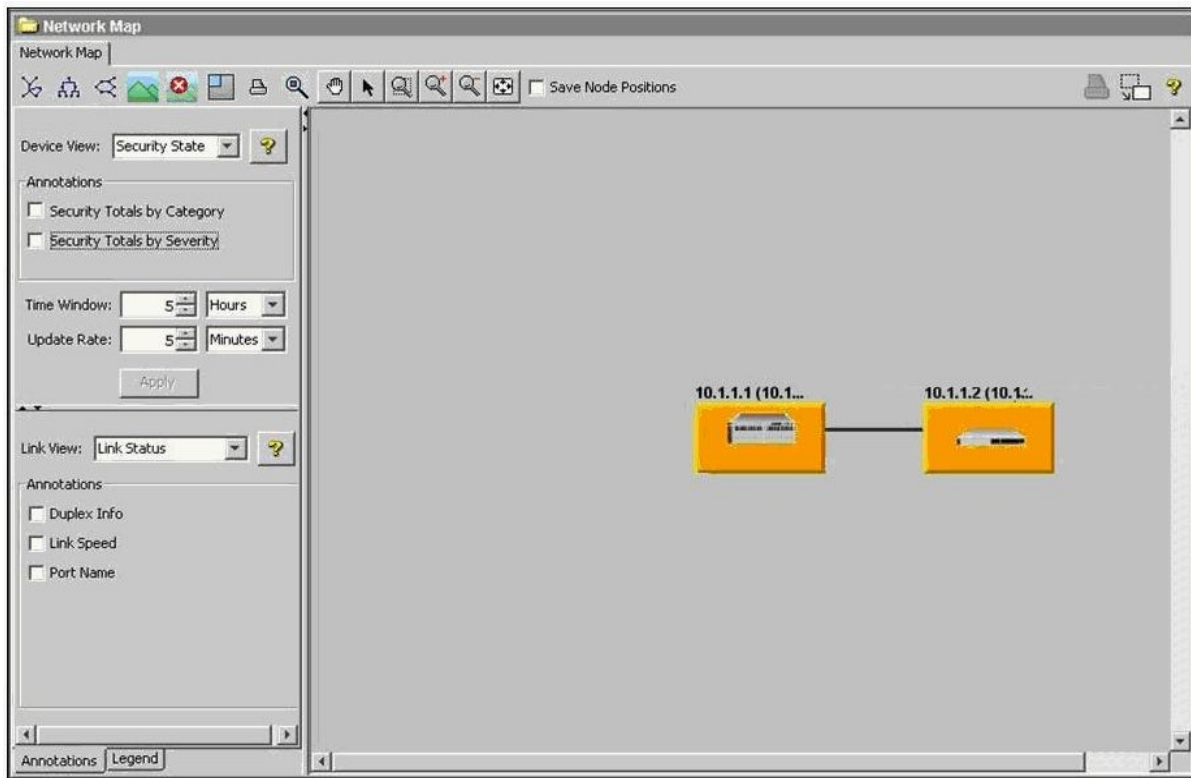 Network Map
Network Map
Save Node Positions
Device View: Security State
Annotations
Security Totals by Category
Security Totals by Severity
Time Window: 5 Hours
Update Rate: 5 Minutes
Apply
Link View: Link Status
Annotations
Duplex Info
Link Speed
Port Name
Annotations Legend
10.1.1.1 (10.1...
10.1.1.2 (10.1...